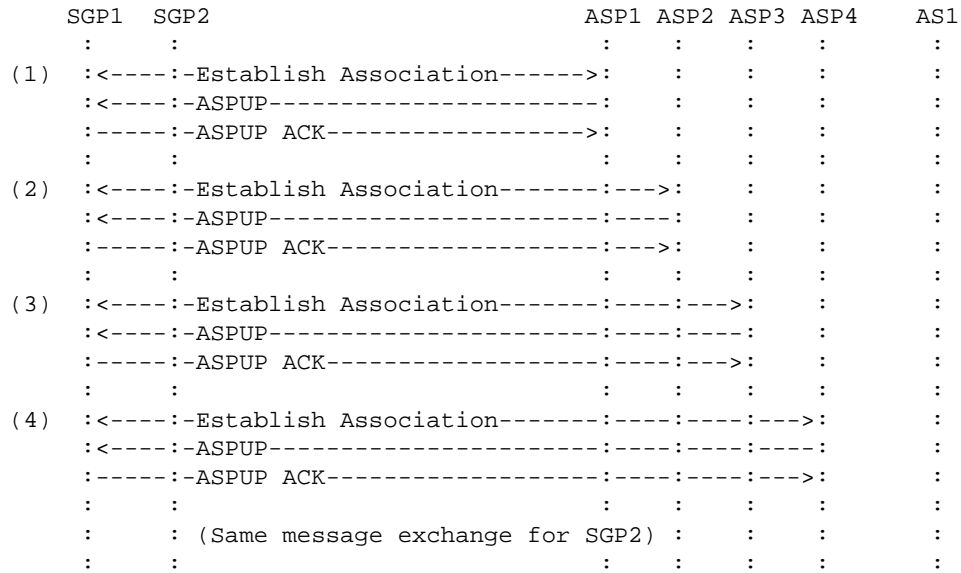 SGP1  SGP2                            ASP1 ASP2 ASP3 ASP4    AS1
      :     :                              :    :    :    :       :
(1)   :<----:-Establish Association------>:    :    :    :       :
      :<----:-ASPUP-----------------------:    :    :    :       :
      :-----:-ASPUP ACK------------------>:    :    :    :       :
      :     :                              :    :    :    :       :
(2)   :<----:-Establish Association-------:--->:    :    :       :
      :<----:-ASPUP-----------------------:----:    :    :       :
      :-----:-ASPUP ACK-------------------:--->:    :    :       :
      :     :                              :    :    :    :       :
(3)   :<----:-Establish Association-------:----:--->:    :       :
      :<----:-ASPUP-----------------------:----:----:    :       :
      :-----:-ASPUP ACK-------------------:----:--->:    :       :
      :     :                              :    :    :    :       :
(4)   :<----:-Establish Association-------:----:----:--->:       :
      :<----:-ASPUP-----------------------:----:----:----:       :
      :-----:-ASPUP ACK-------------------:----:----:--->:       :
      :     :                              :    :    :    :       :
      :     : (Same message exchange for SGP2) :    :    :       :
      :     :                              :    :    :    :       :